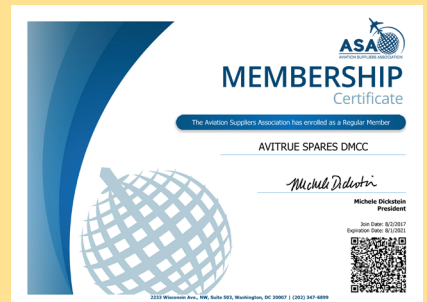 ASA
AVIATION SUPPLIERS ASSOCIATION
MEMBERSHIP
Certificate
The Aviation Suppliers Association has enrolled as a Regular Member
AVITRUE SPARES DMCC
Michele Dickstein
Michele Dickstein
President
Join Date: 8/2/2017
Expiration Date: 8/1/2021
2233 Wisconsin Ave., NW, Suite 503, Washington, DC 20007 | (202) 347-6899